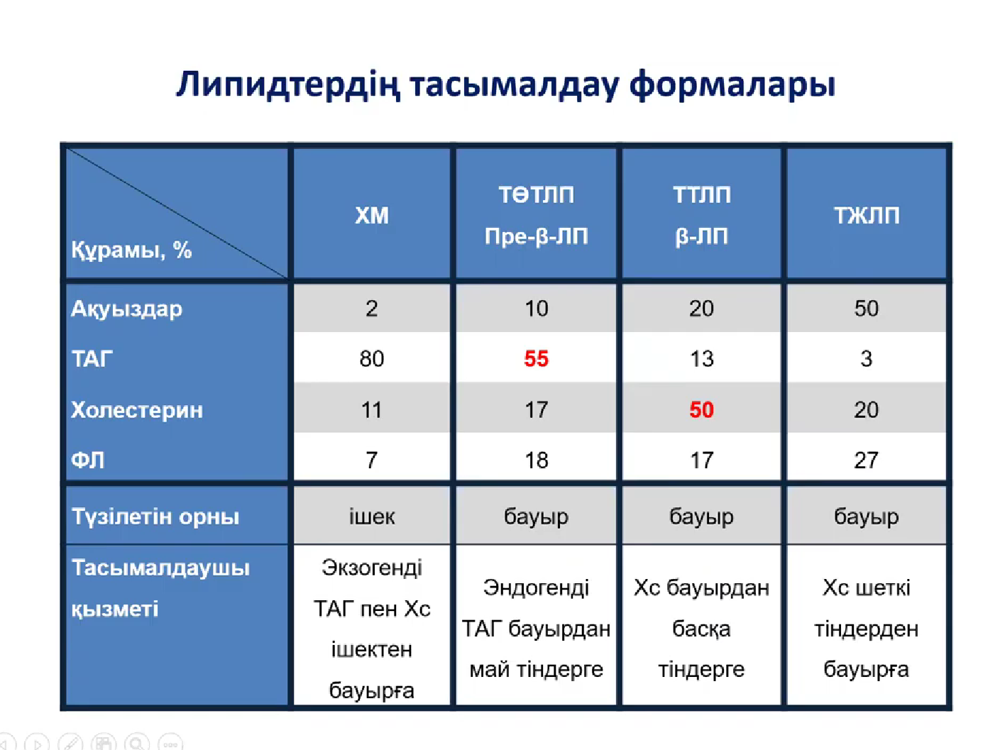 Липидтердің тасымалдау формалары
Құрамы, %
ХМ
ТӨТЛП
Пре-β-ЛП
ТТЛП
β-ЛП
ТЖЛП
Ақуыздар
2
10
20
50
ТАГ
80
55
13
3
Холестерин
11
17
50
20
ФЛ
7
18
17
27
Түзілетін орны
ішек
бауыр
бауыр
бауыр
Тасымалдаушы
қызметі
Экзогенді
ТАГ пен Хс
ішектен
бауырға
Эндогенді
ТАГ бауырдан
май тіндерге
Хс бауырдан
басқа
тіндерге
Хс шеткі
тіндерден
бауырға